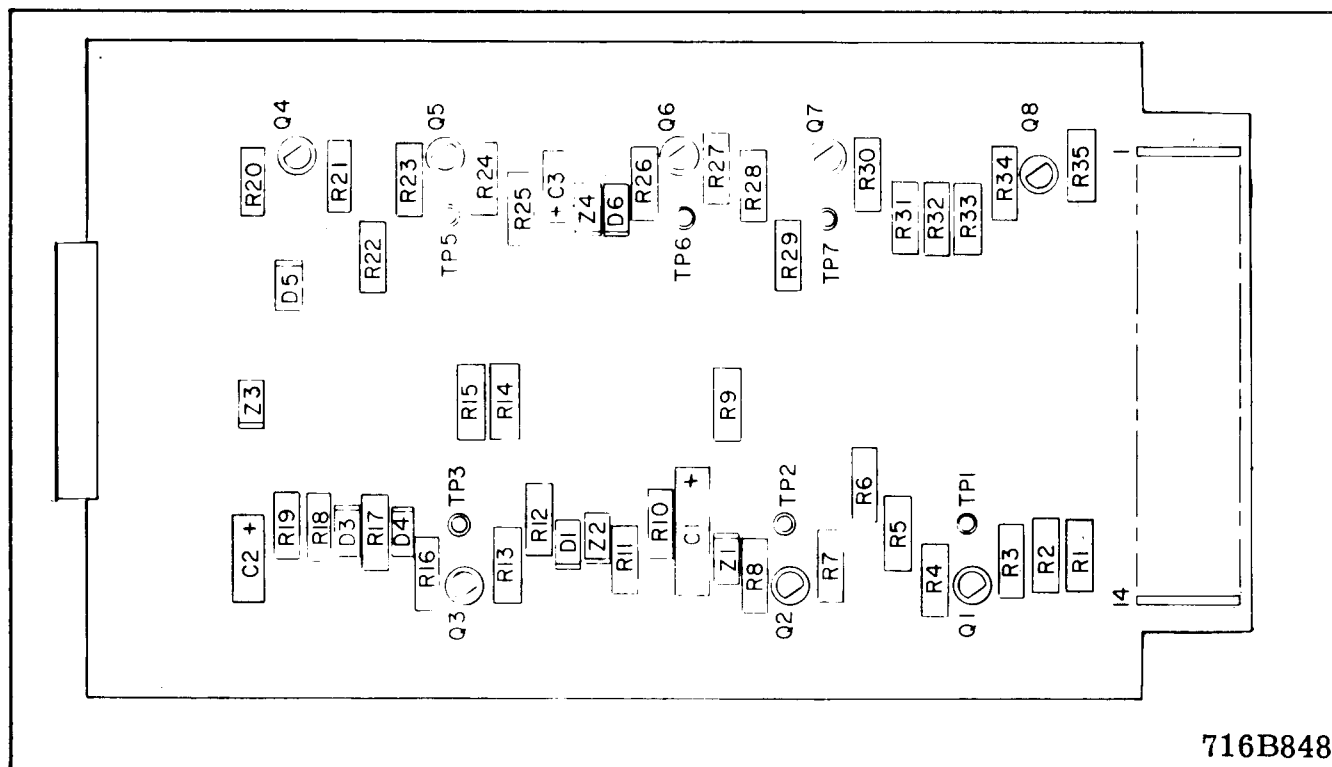 Q4
Q5
Q6
Q7
Q8
R20
R21
R23
R24
R25
+ C3
Z4
D6
R26
R27
R28
R30
R31
R32
R33
R34
R35
1
R22
TP5
TP6
R29
TP7
D5
Z3
R15
R14
R9
C2 +
R19
R18
D3
R17
D4
R16
TP3
R13
R12
D1
Z2
R11
R10
C1 +
Z1
R8
TP2
R7
R6
R5
R4
TP1
R3
R2
R1
14
Q3
Q2
Q1
716B848